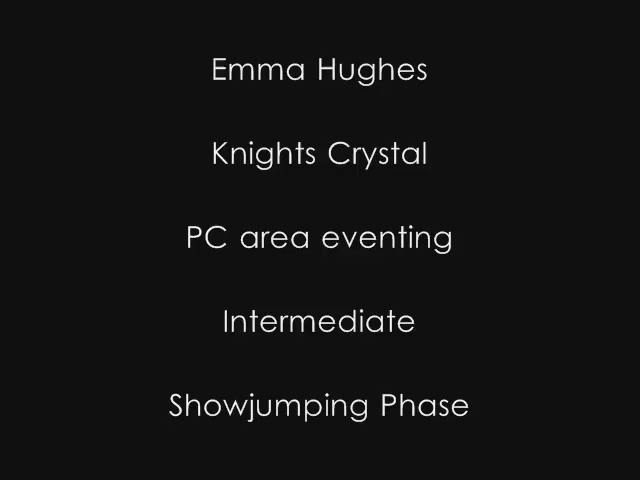 Emma Hughes
Knights Crystal
PC area eventing
Intermediate
Showjumping Phase